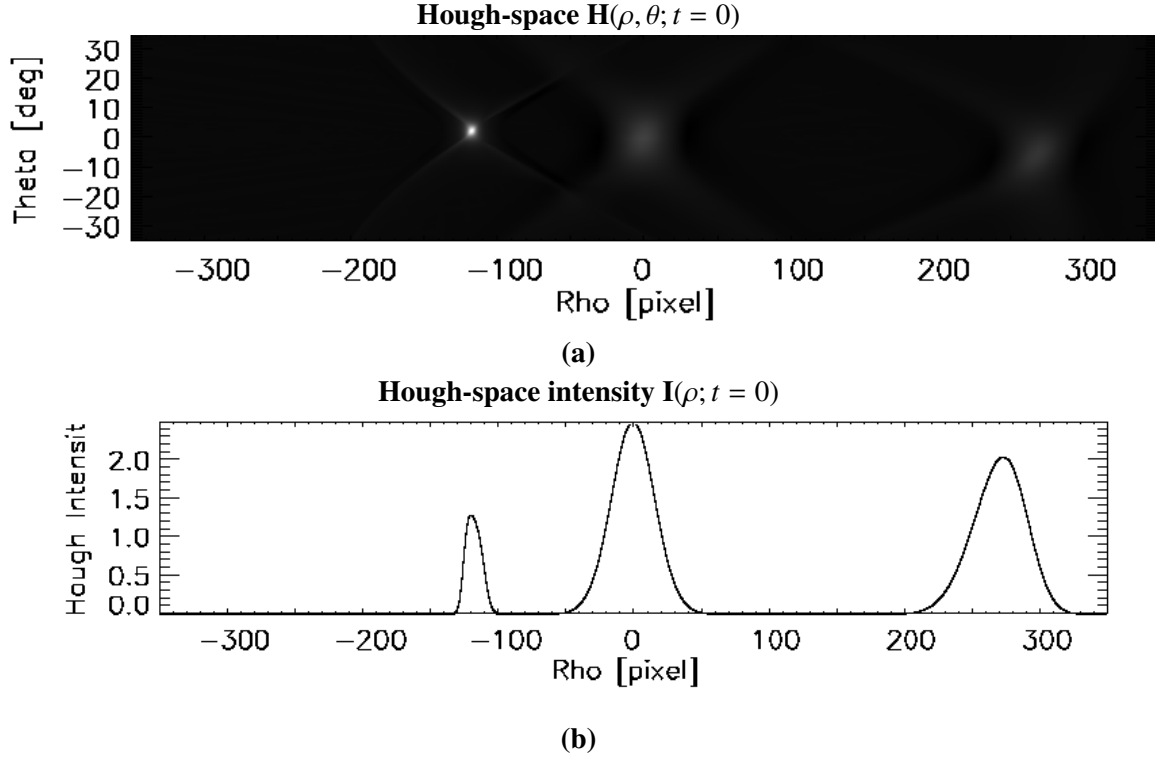 Hough-space H(ρ, θ; t = 0)
Theta [deg]
30
20
10
0
−10
−20
−30
−300 −200 −100 0 100 200 300
Rho [pixel]
(a)
Hough-space intensity I(ρ; t = 0)
Hough Intensit
2.0
1.5
1.0
0.5
0.0
−300 −200 −100 0 100 200 300
Rho [pixel]
(b)